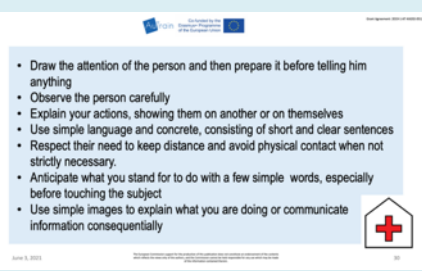 AuTrain
Co-funded by the
Erasmus+ Programme
of the European Union
• Draw the attention of the person and then prepare it before telling him
anything
• Observe the person carefully
• Explain your actions, showing them on another or on themselves
• Use simple language and concrete, consisting of short and clear sentences
• Respect their need to keep distance and avoid physical contact when not
strictly necessary.
• Anticipate what you stand for to do with a few simple words, especially
before touching the subject
• Use simple images to explain what you are doing or communicate
information consequentially
June 3, 2021